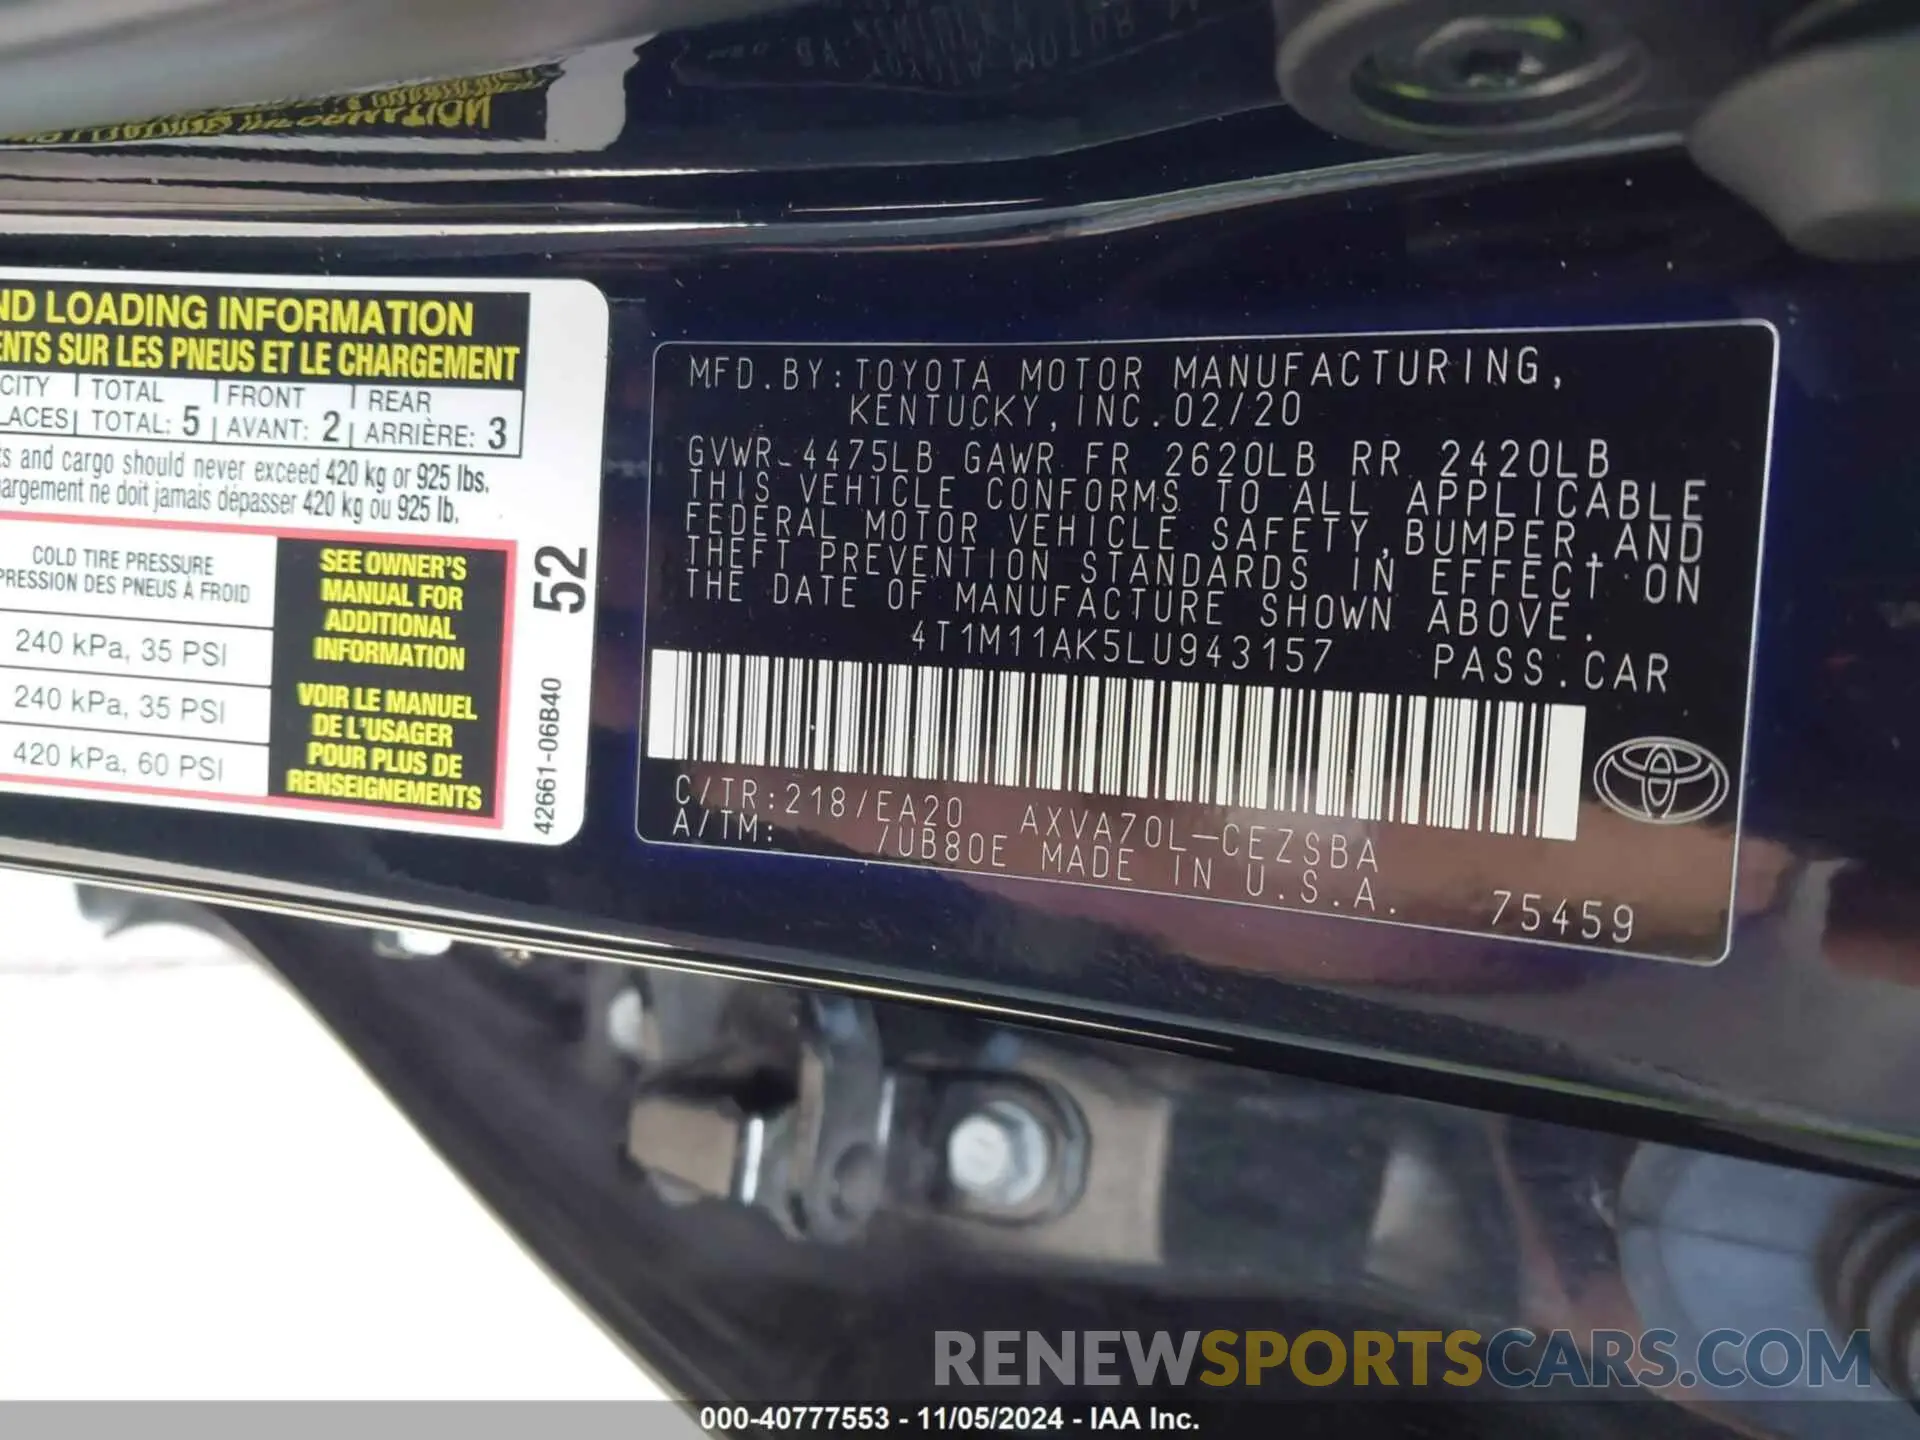 ND LOADING INFORMATION
ENTS SUR LES PNEUS ET LE CHARGEMENT
CITY TOTAL FRONT REAR
LACES TOTAL: 5 AVANT: 2 ARRIÈRE: 3
ts and cargo should never exceed 420 kg or 925 lbs.
argement ne doit jamais dépasser 420 kg ou 925 lb.
COLD TIRE PRESSURE
PRESSION DES PNEUS À FROID
240 kPa, 35 PSI
240 kPa, 35 PSI
420 kPa, 60 PSI
SEE OWNER'S
MANUAL FOR
ADDITIONAL
INFORMATION
VOIR LE MANUEL
DE L'USAGER
POUR PLUS DE
RENSEIGNEMENTS
52
42661-06B40
MFD.BY:TOYOTA MOTOR MANUFACTURING,
KENTUCKY,INC.02/20
GVWR 4475LB GAWR FR 2620LB RR 2420LB
THIS VEHICLE CONFORMS TO ALL APPLICABLE
FEDERAL MOTOR VEHICLE SAFETY,BUMPER,AND
THEFT PREVENTION STANDARDS IN EFFECT ON
THE DATE OF MANUFACTURE SHOWN ABOVE.
4T1M11AK5LU943157 PASS.CAR
C/TR:218/EA20 AXVA70L-CEZSBA
A/TM: /UB80E MADE IN U.S.A. 75459
RENEWSPORTSCARS.COM
000-40777553 - 11/05/2024 - IAA Inc.